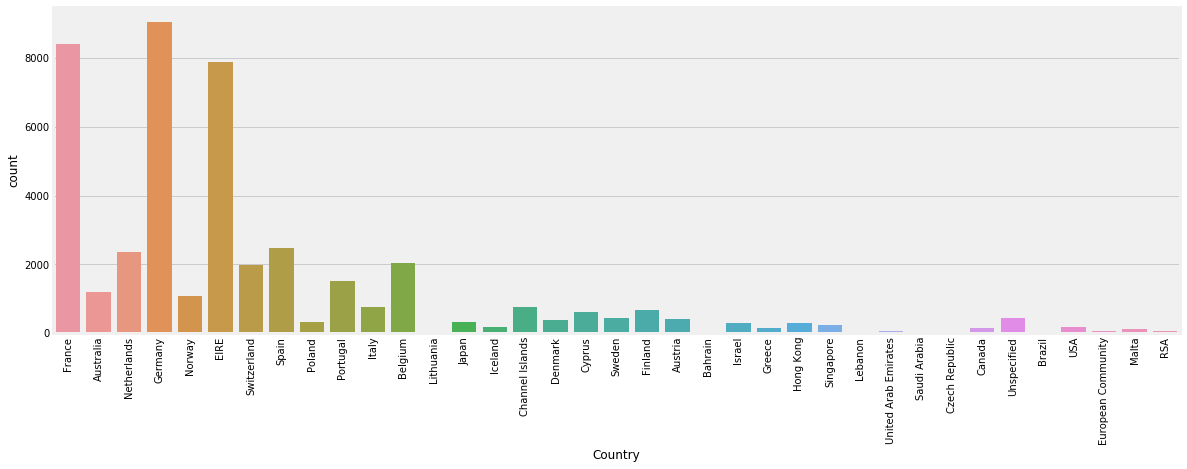 count
8000
6000
4000
2000
0
France
Australia
Netherlands
Germany
Norway
EIRE
Switzerland
Spain
Poland
Portugal
Italy
Belgium
Lithuania
Japan
Iceland
Channel Islands
Denmark
Cyprus
Sweden
Finland
Austria
Bahrain
Israel
Greece
Hong Kong
Singapore
Lebanon
United Arab Emirates
Saudi Arabia
Czech Republic
Canada
Unspecified
Brazil
USA
European Community
Malta
RSA
Country